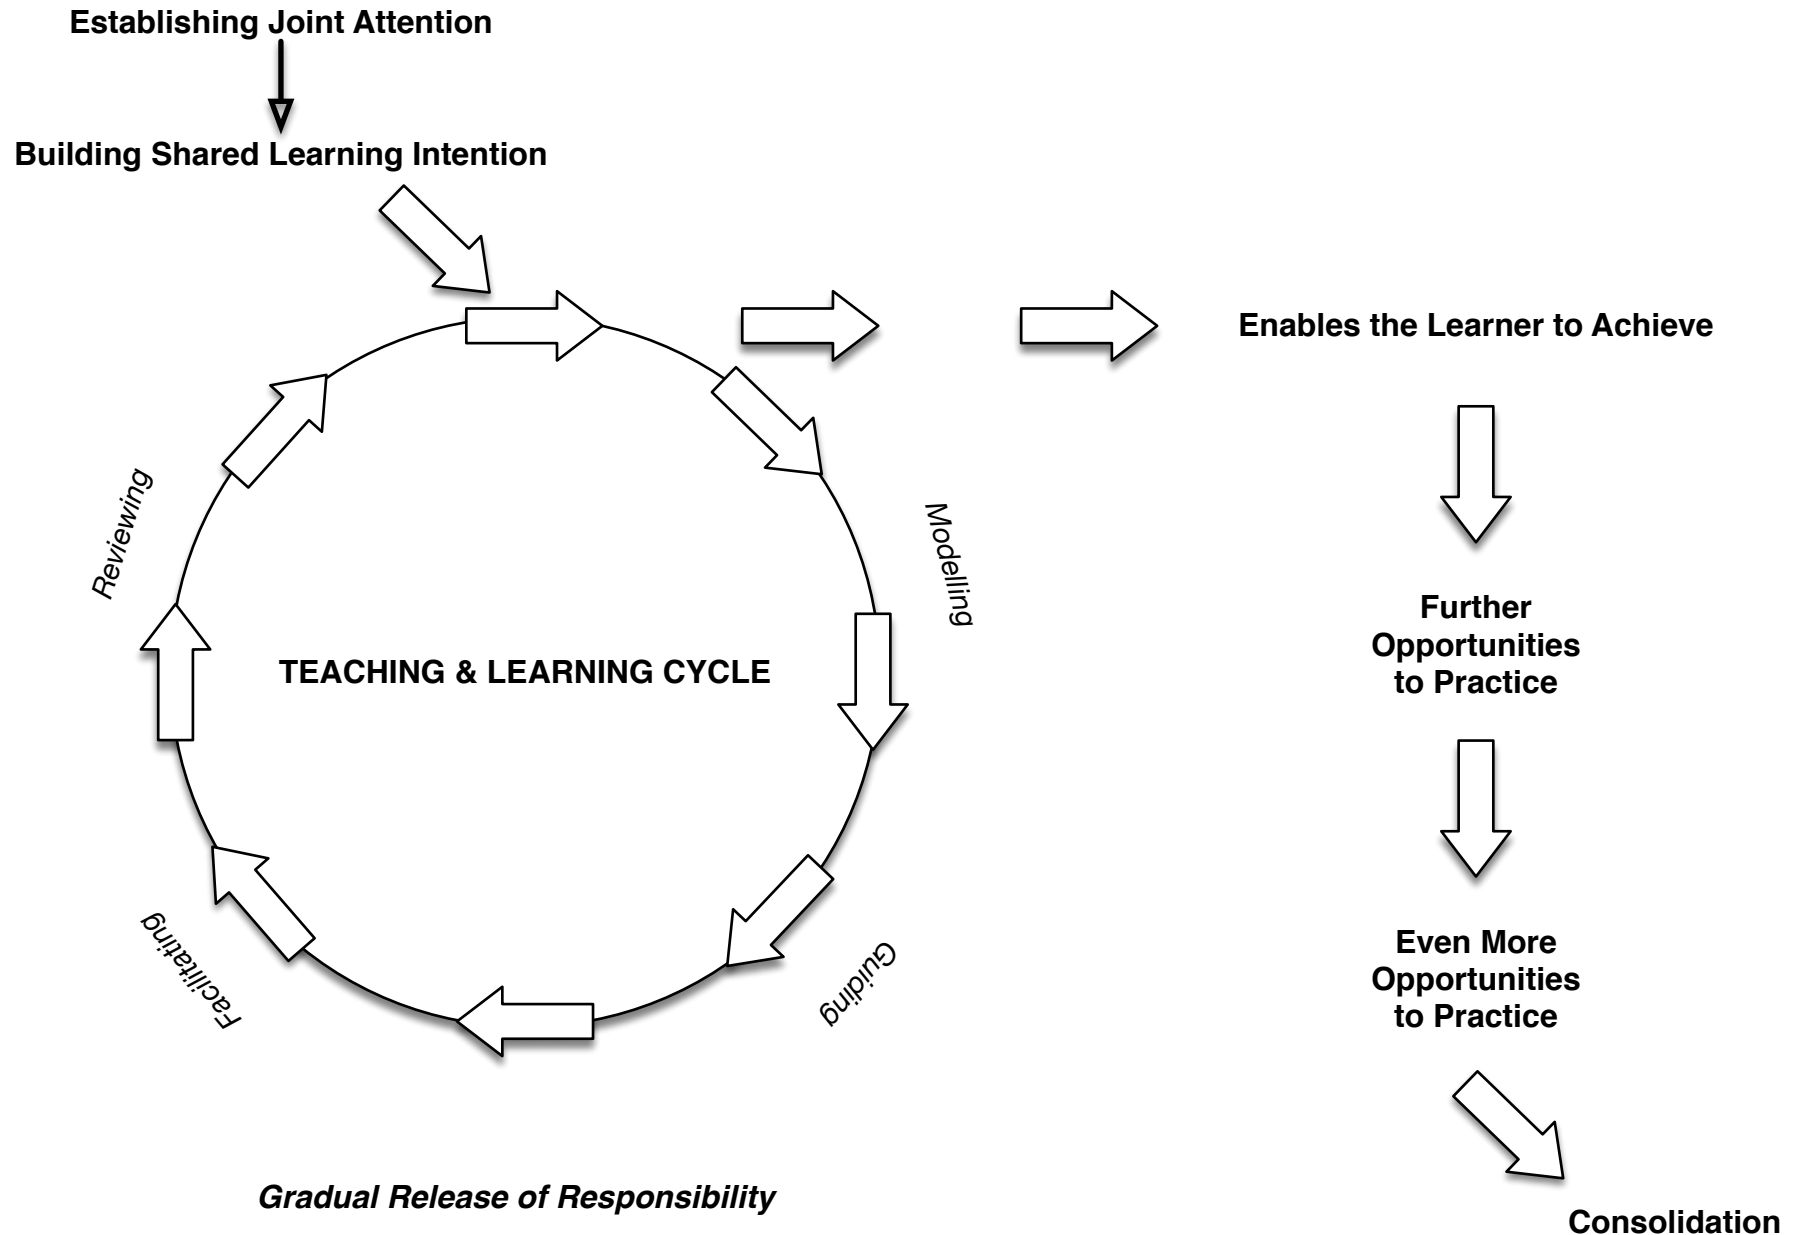 Establishing Joint Attention
Building Shared Learning Intention
Enables the Learner to Achieve
Reviewing
Modelling
TEACHING & LEARNING CYCLE
Further
Opportunities
to Practice
Facilitating
Guiding
Even More
Opportunities
to Practice
Gradual Release of Responsibility
Consolidation